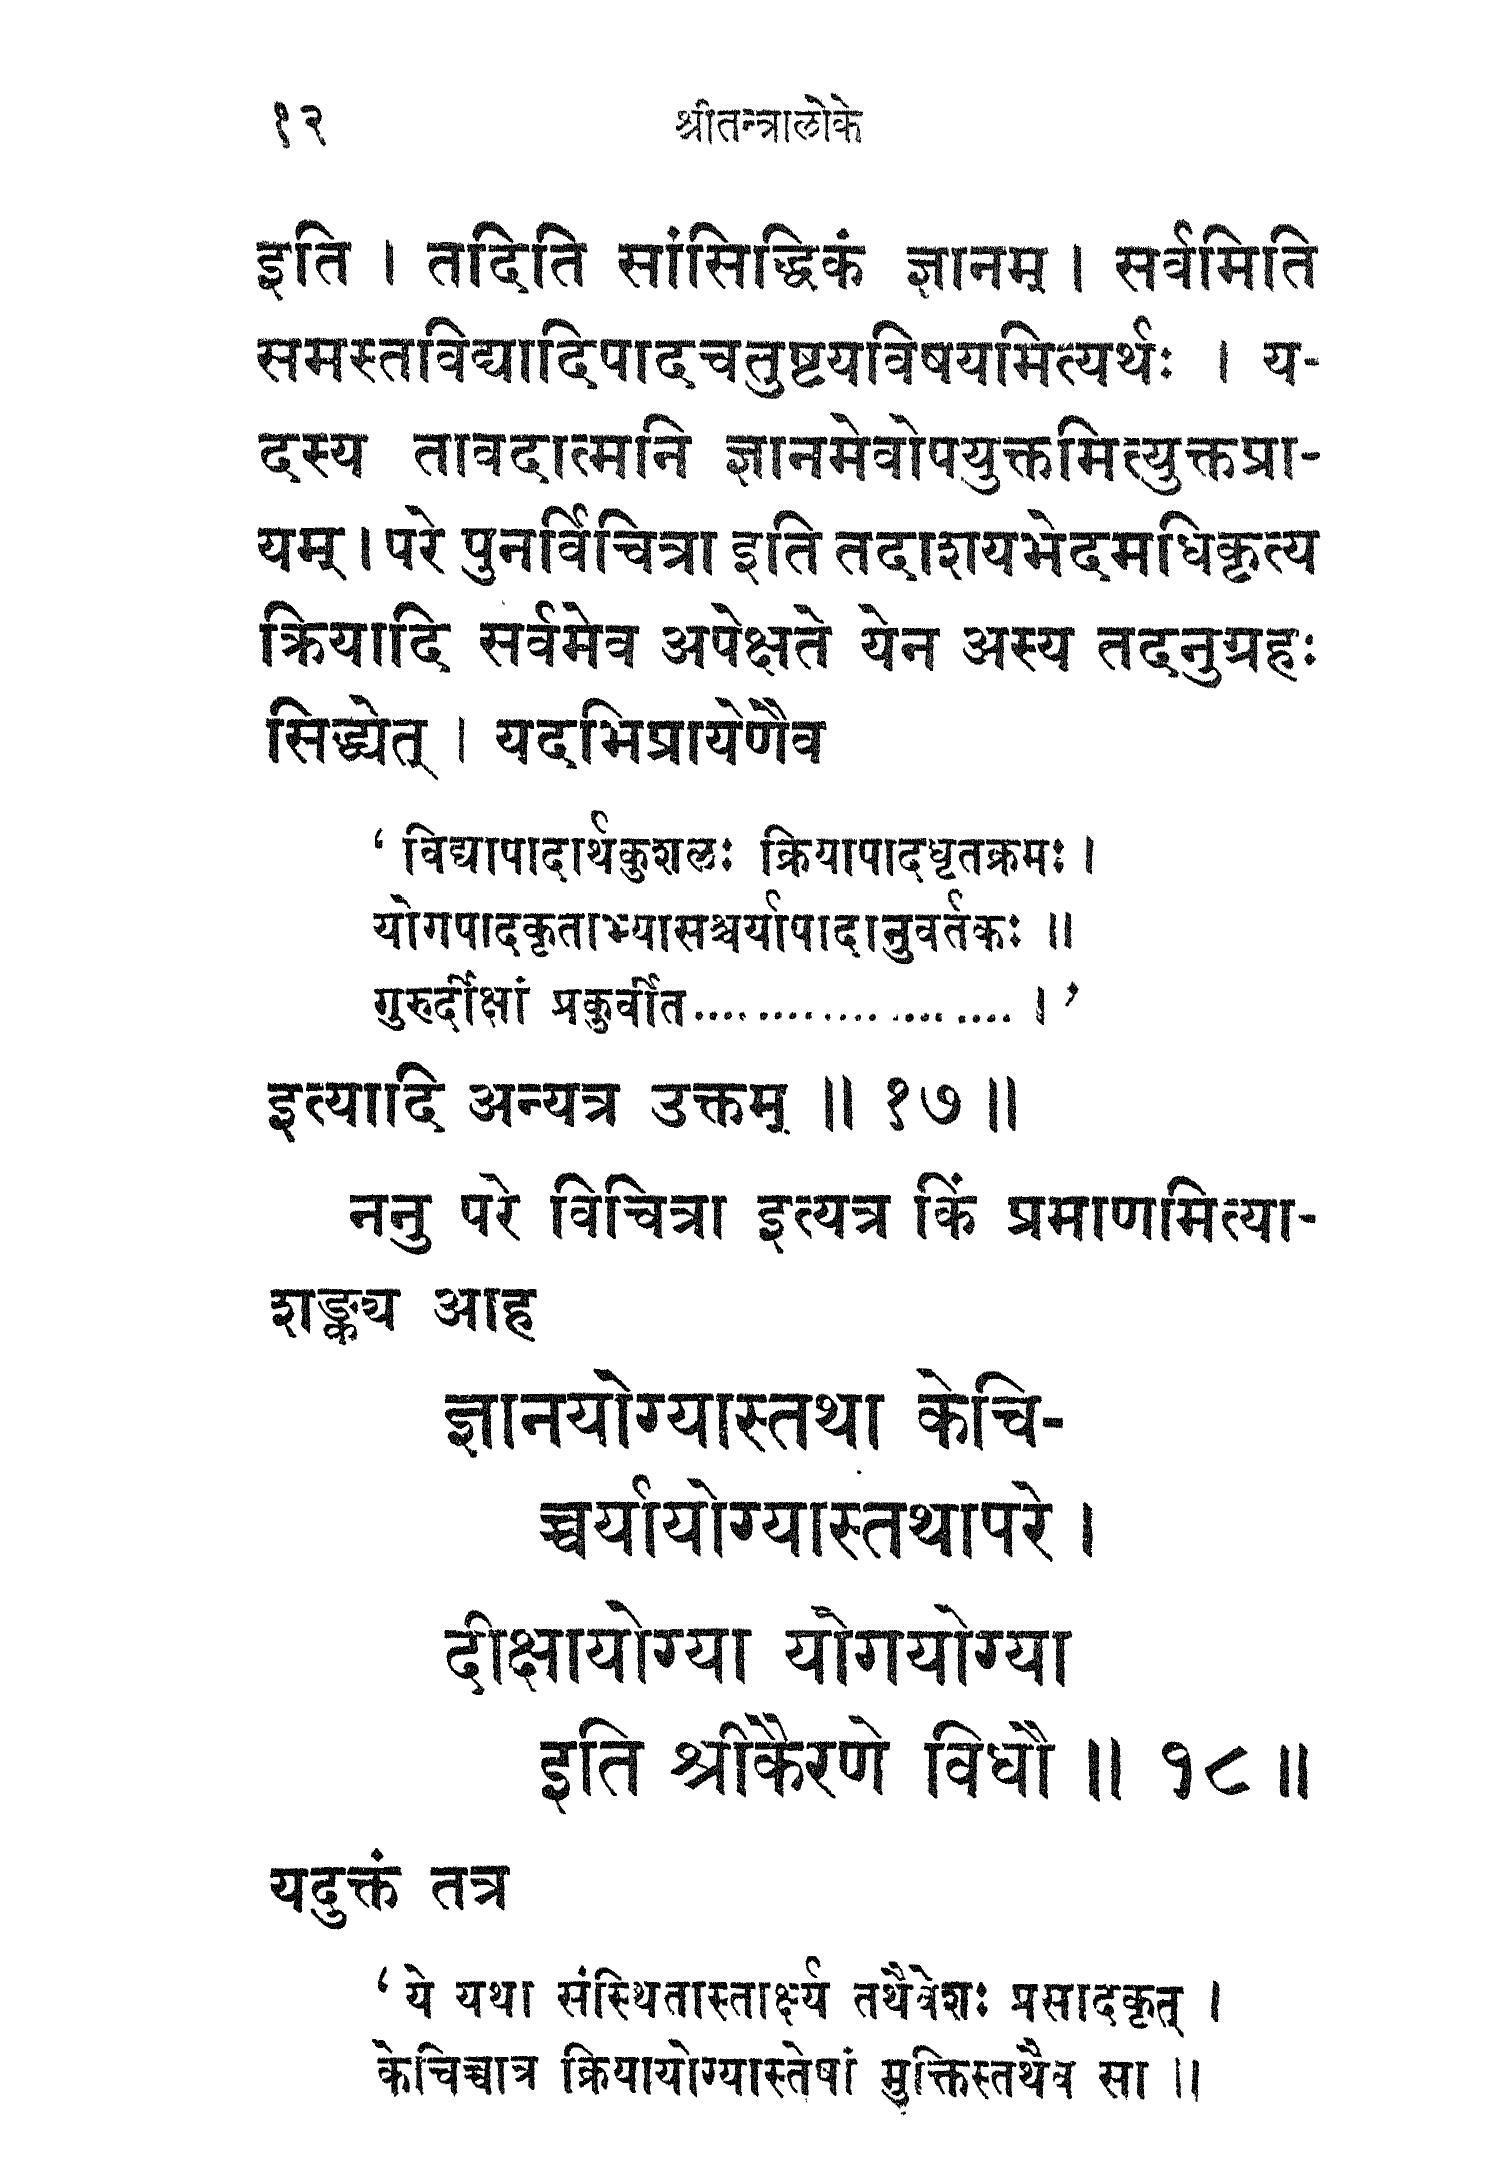 १२ श्रीतन्त्रालोके
इति । तदिति सांसिद्धिकं ज्ञानम् । सर्वमिति
समस्तविद्यादिपादचतुष्टयविषयमित्यर्थः । य-
दस्य तावदात्मनि ज्ञानमेवोपयुक्तमित्युक्तप्रा-
यम् । परे पुनर्विचित्रा इति तदाशयभेदमधिकृत्य
क्रियादि सर्वमेव अपेक्षते येन अस्य तदनुग्रहः
सिद्ध्येत् । यदभिप्रायेणैव
‘ विद्यापादार्थकुशलः क्रियापादधृतक्रमः ।
योगपादकृताभ्यासश्चर्यापादानुवर्तकः ॥
गुरुर्दीक्षां प्रकुर्वीत.................... । ’
इत्यादि अन्यत्र उक्तम् ॥ १७ ॥
ननु परे विचित्रा इत्यत्र किं प्रमाणमित्या-
शङ्क्य आह
ज्ञानयोग्यास्तथा केचि-
च्चर्यायोग्यास्तथापरे ।
दीक्षायोग्या योगयोग्या
इति श्रीकैरणे विधौ ॥ १८ ॥
यदुक्तं तत्र
‘ ये यथा संस्थितास्तार्क्ष्य तथैवेशः प्रसादकृत् ।
केचिच्चात्र क्रियायोग्यास्तेषां मुक्तिस्तथैव सा ॥